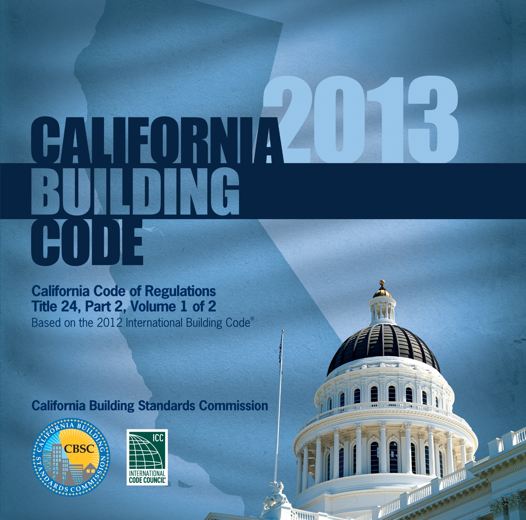 2013
CALIFORNIA
BUILDING
CODE
California Code of Regulations
Title 24, Part 2, Volume 1 of 2
Based on the 2012 International Building Code®
California Building Standards Commission
CALIFORNIA BUILDING STANDARDS COMMISSION
CBSC
ICC
INTERNATIONAL
CODE COUNCIL®